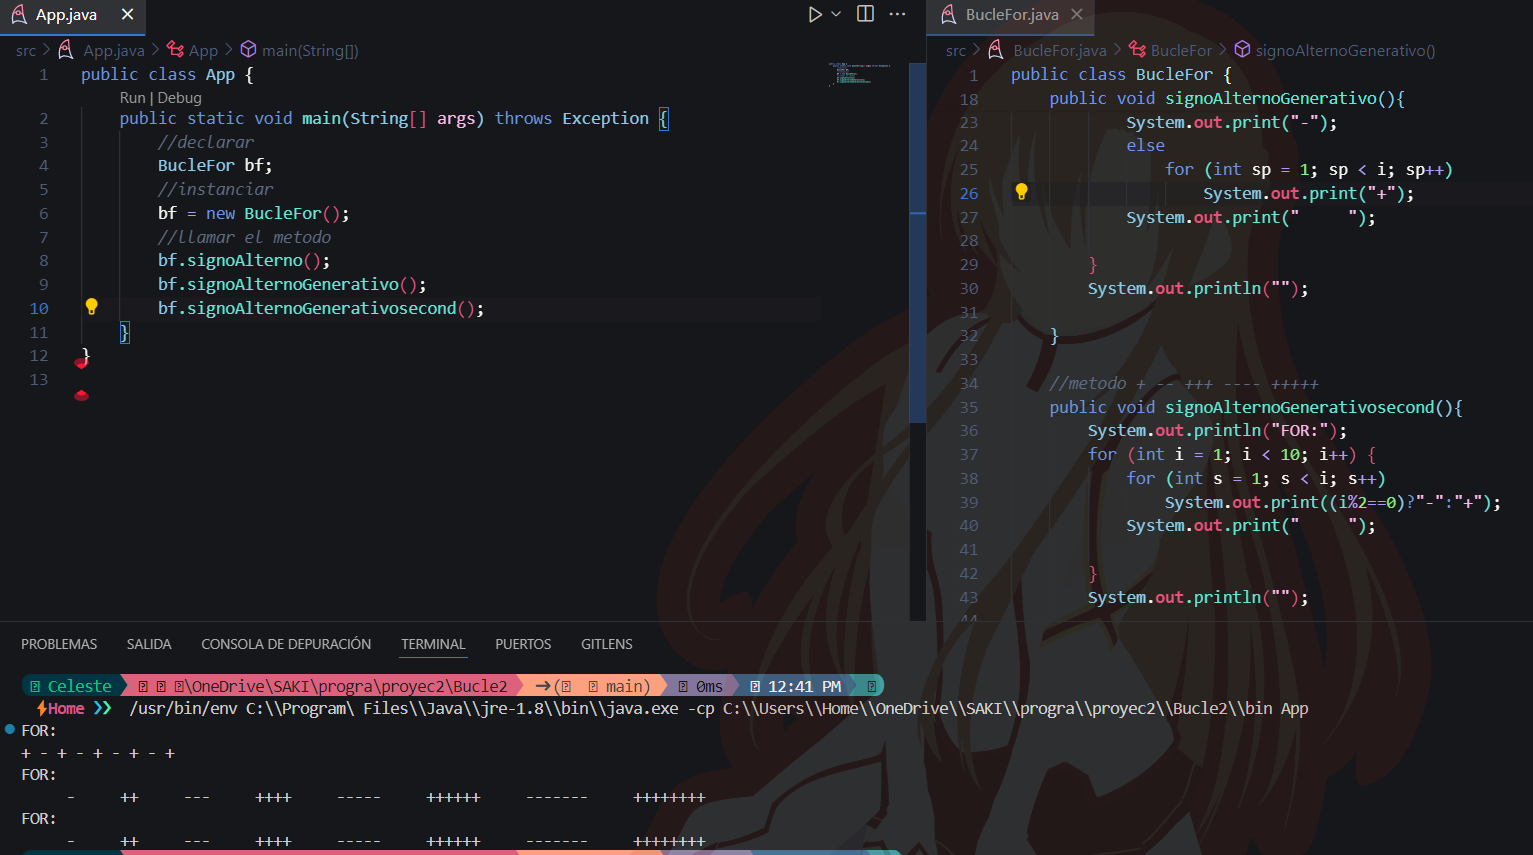 App.java
src > App.java > App > main(String[])
1 public class App {
Run | Debug
2 public static void main(String[] args) throws Exception {
3 //declarar
4 BucleFor bf;
5 //instanciar
6 bf = new BucleFor();
7 //llamar el metodo
8 bf.signoAlterno();
9 bf.signoAlternoGenerativo();
10 bf.signoAlternoGenerativosecond();
11 }
12 }
13
BucleFor.java
src > BucleFor.java > BucleFor > signoAlternoGenerativo()
1 public class BucleFor {
18 public void signoAlternoGenerativo(){
23 System.out.print("-");
24 else
25 for (int sp = 1; sp < i; sp++)
26 System.out.print("+");
27 System.out.print("     ");
28
29 }
30 System.out.println("");
31
32 }
33
34 //metodo + -- +++ ---- +++++
35 public void signoAlternoGenerativosecond(){
36 System.out.println("FOR:");
37 for (int i = 1; i < 10; i++) {
38 for (int s = 1; s < i; s++)
39 System.out.print((i%2==0)?"-":"+");
40 System.out.print("     ");
41
42 }
43 System.out.println("");
44
PROBLEMAS SALIDA CONSOLA DE DEPURACIÓN TERMINAL PUERTOS GITLENS
Celeste \OneDrive\SAKI\progra\proyec2\Bucle2 →( main) 0ms 12:41 PM
Home /usr/bin/env C:\\Program\ Files\\Java\\jre-1.8\\bin\\java.exe -cp C:\\Users\\Home\\OneDrive\\SAKI\\progra\\proyec2\\Bucle2\\bin App
FOR:
+ - + - + - + - +
FOR:
- ++ --- ++++ ----- ++++++ ------- ++++++++
FOR:
- ++ --- ++++ ----- ++++++ ------- ++++++++